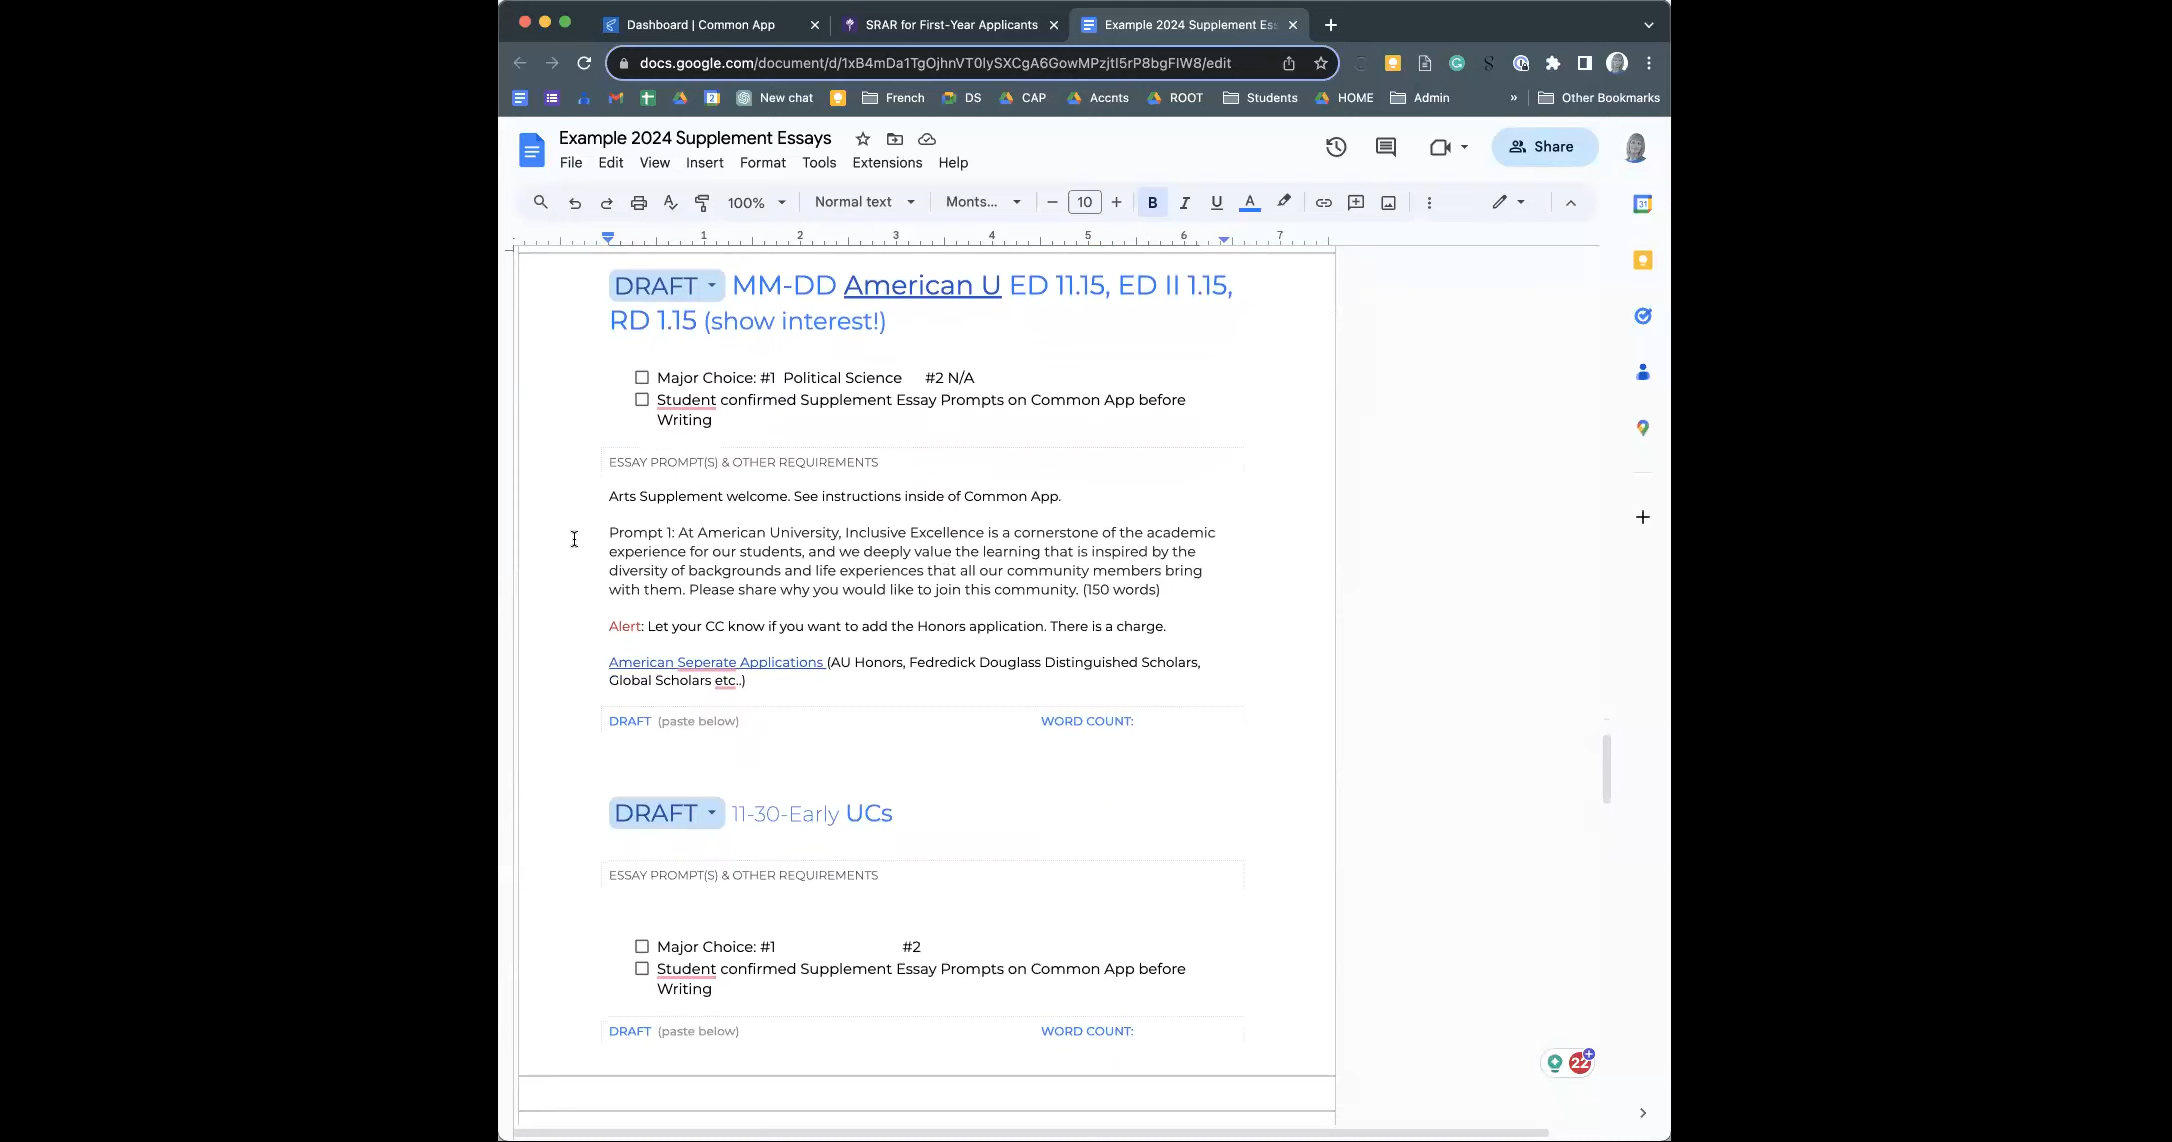 Dashboard | Common App
SRAR for First-Year Applicants
Example 2024 Supplement Es
docs.google.com/document/d/1xB4mDa1TgOjhnVT0IySXCgA6GowMPzjtI5rP8bgFlW8/edit
New chat French DS CAP Accnts ROOT Students HOME Admin » Other Bookmarks
Example 2024 Supplement Essays
File Edit View Insert Format Tools Extensions Help
Share
100% Normal text Monts... 10 B I U A
31
1 2 3 4 5 6 7
DRAFT MM-DD American U ED 11.15, ED II 1.15,
RD 1.15 (show interest!)
Major Choice: #1 Political Science #2 N/A
Student confirmed Supplement Essay Prompts on Common App before
Writing
ESSAY PROMPT(S) & OTHER REQUIREMENTS
Arts Supplement welcome. See instructions inside of Common App.
Prompt 1: At American University, Inclusive Excellence is a cornerstone of the academic
experience for our students, and we deeply value the learning that is inspired by the
diversity of backgrounds and life experiences that all our community members bring
with them. Please share why you would like to join this community. (150 words)
Alert: Let your CC know if you want to add the Honors application. There is a charge.
American Seperate Applications (AU Honors, Fedredick Douglass Distinguished Scholars,
Global Scholars etc..)
DRAFT (paste below) WORD COUNT:
DRAFT 11-30-Early UCs
ESSAY PROMPT(S) & OTHER REQUIREMENTS
Major Choice: #1 #2
Student confirmed Supplement Essay Prompts on Common App before
Writing
DRAFT (paste below) WORD COUNT:
22